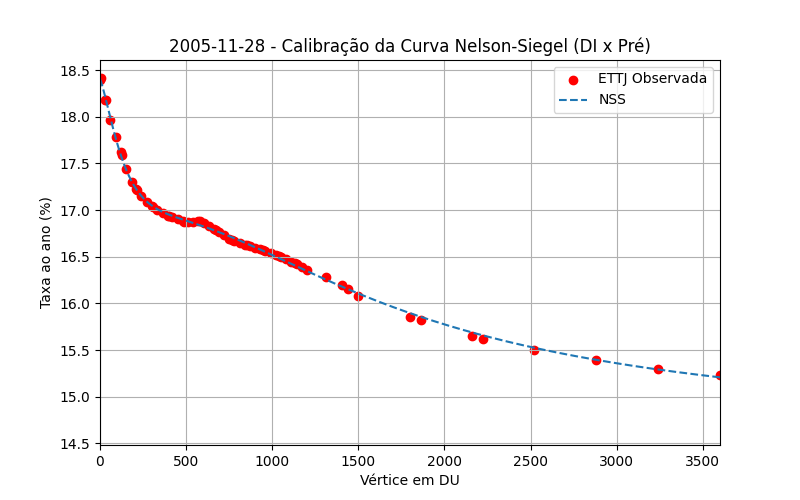 2005-11-28 - Calibração da Curva Nelson-Siegel (DI x Pré)
ETTJ Observada
NSS
Taxa ao ano (%)
18.5
18.0
17.5
17.0
16.5
16.0
15.5
15.0
14.5
0 500 1000 1500 2000 2500 3000 3500
Vértice em DU